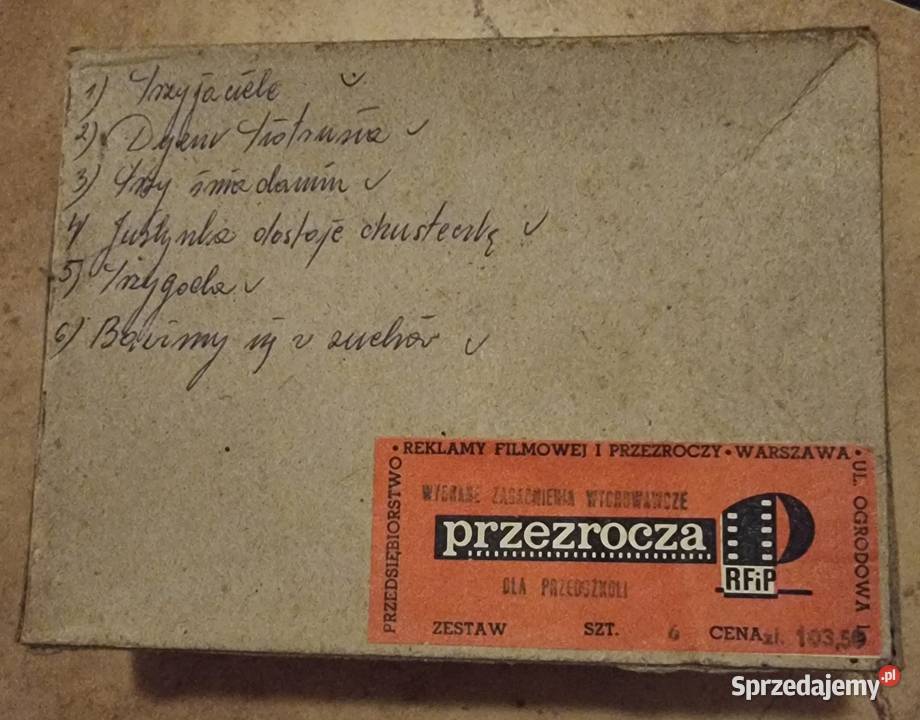 1) Przyjaciele ✓
2) Dyżur Piotrusia ✓
3) Przy śniadaniu ✓
4 Justynka dostaje chusteczkę ✓
5) Przygoda ✓
6) Bawimy się w zuchów ✓
PRZEDSIĘBIORSTWO • REKLAMY FILMOWEJ I PRZEZROCZY • WARSZAWA • UL. OGRODOWA
WYBRANE ZAGADNIENIA WYCHOWAWCZE
przezrocza
RFiP
DLA PRZEDSZKOLI
ZESTAW SZT. 6 CENA zł. 103,50
Sprzedajemy.pl